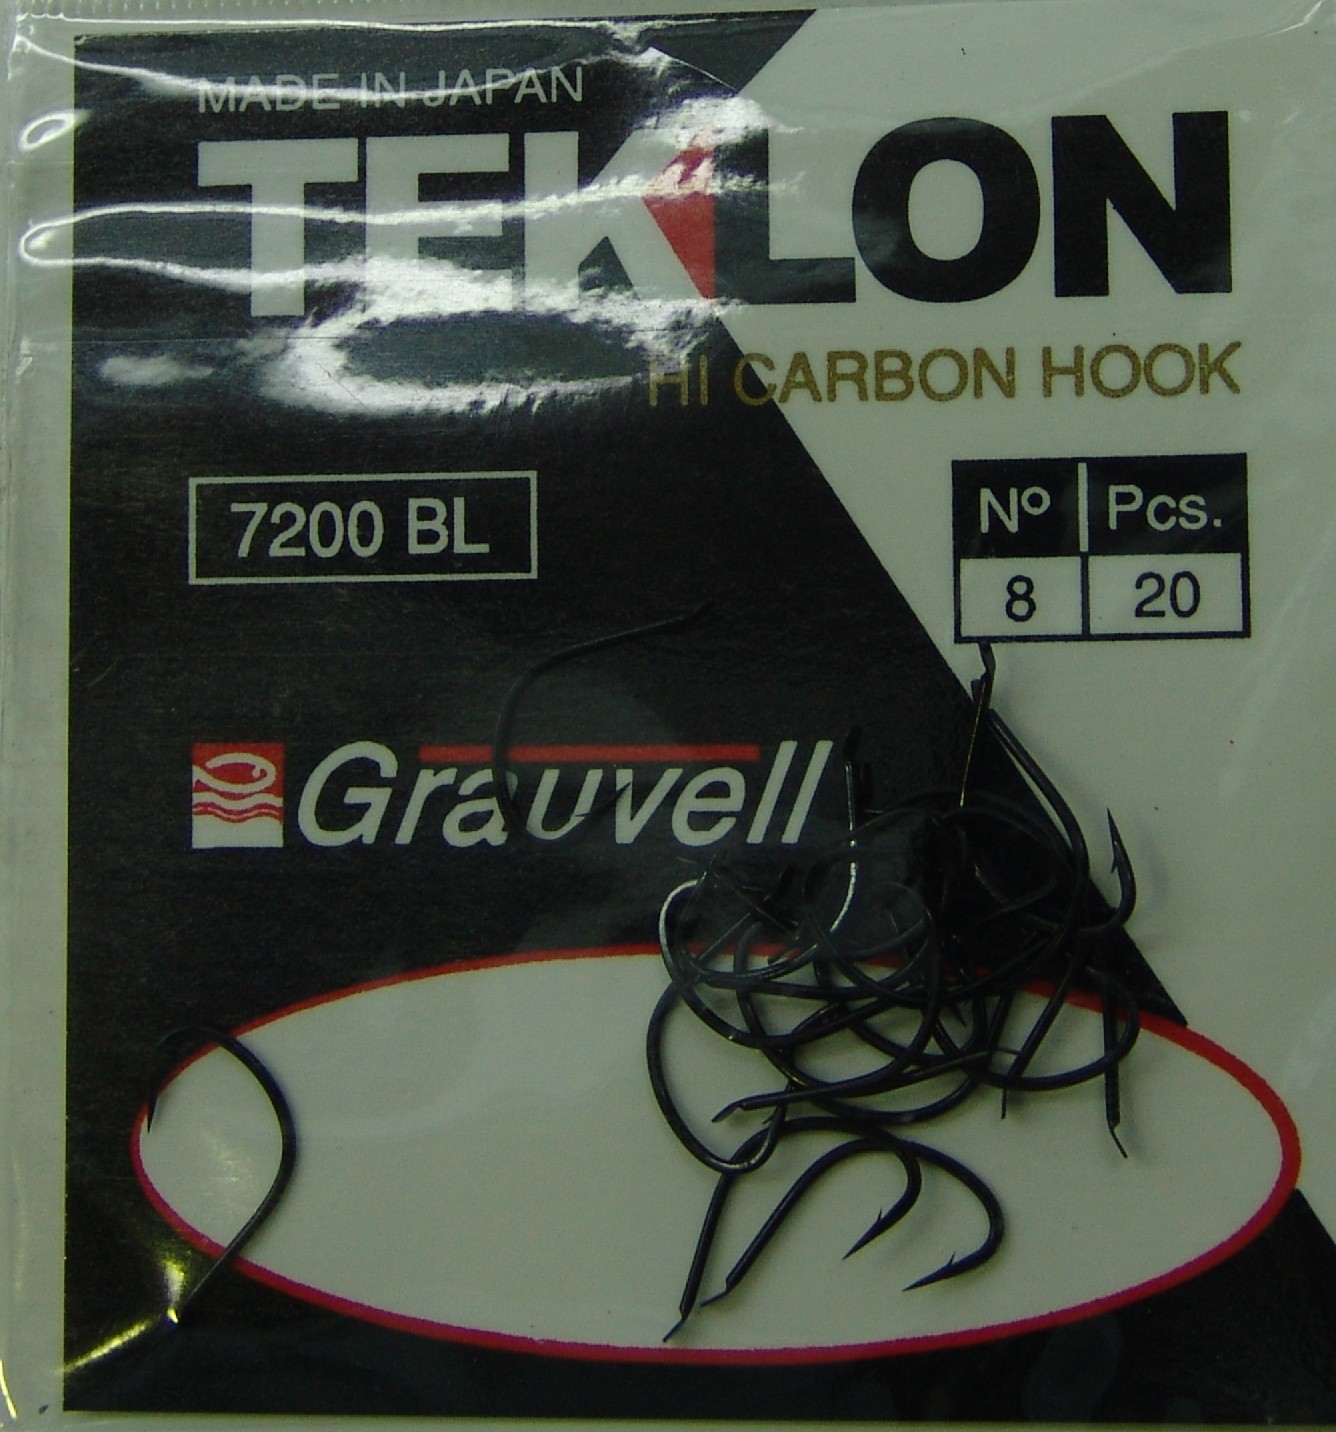 MADE IN JAPAN
TEKLON
HI CARBON HOOK
7200 BL
Nº Pcs.
8 20
Grauvell